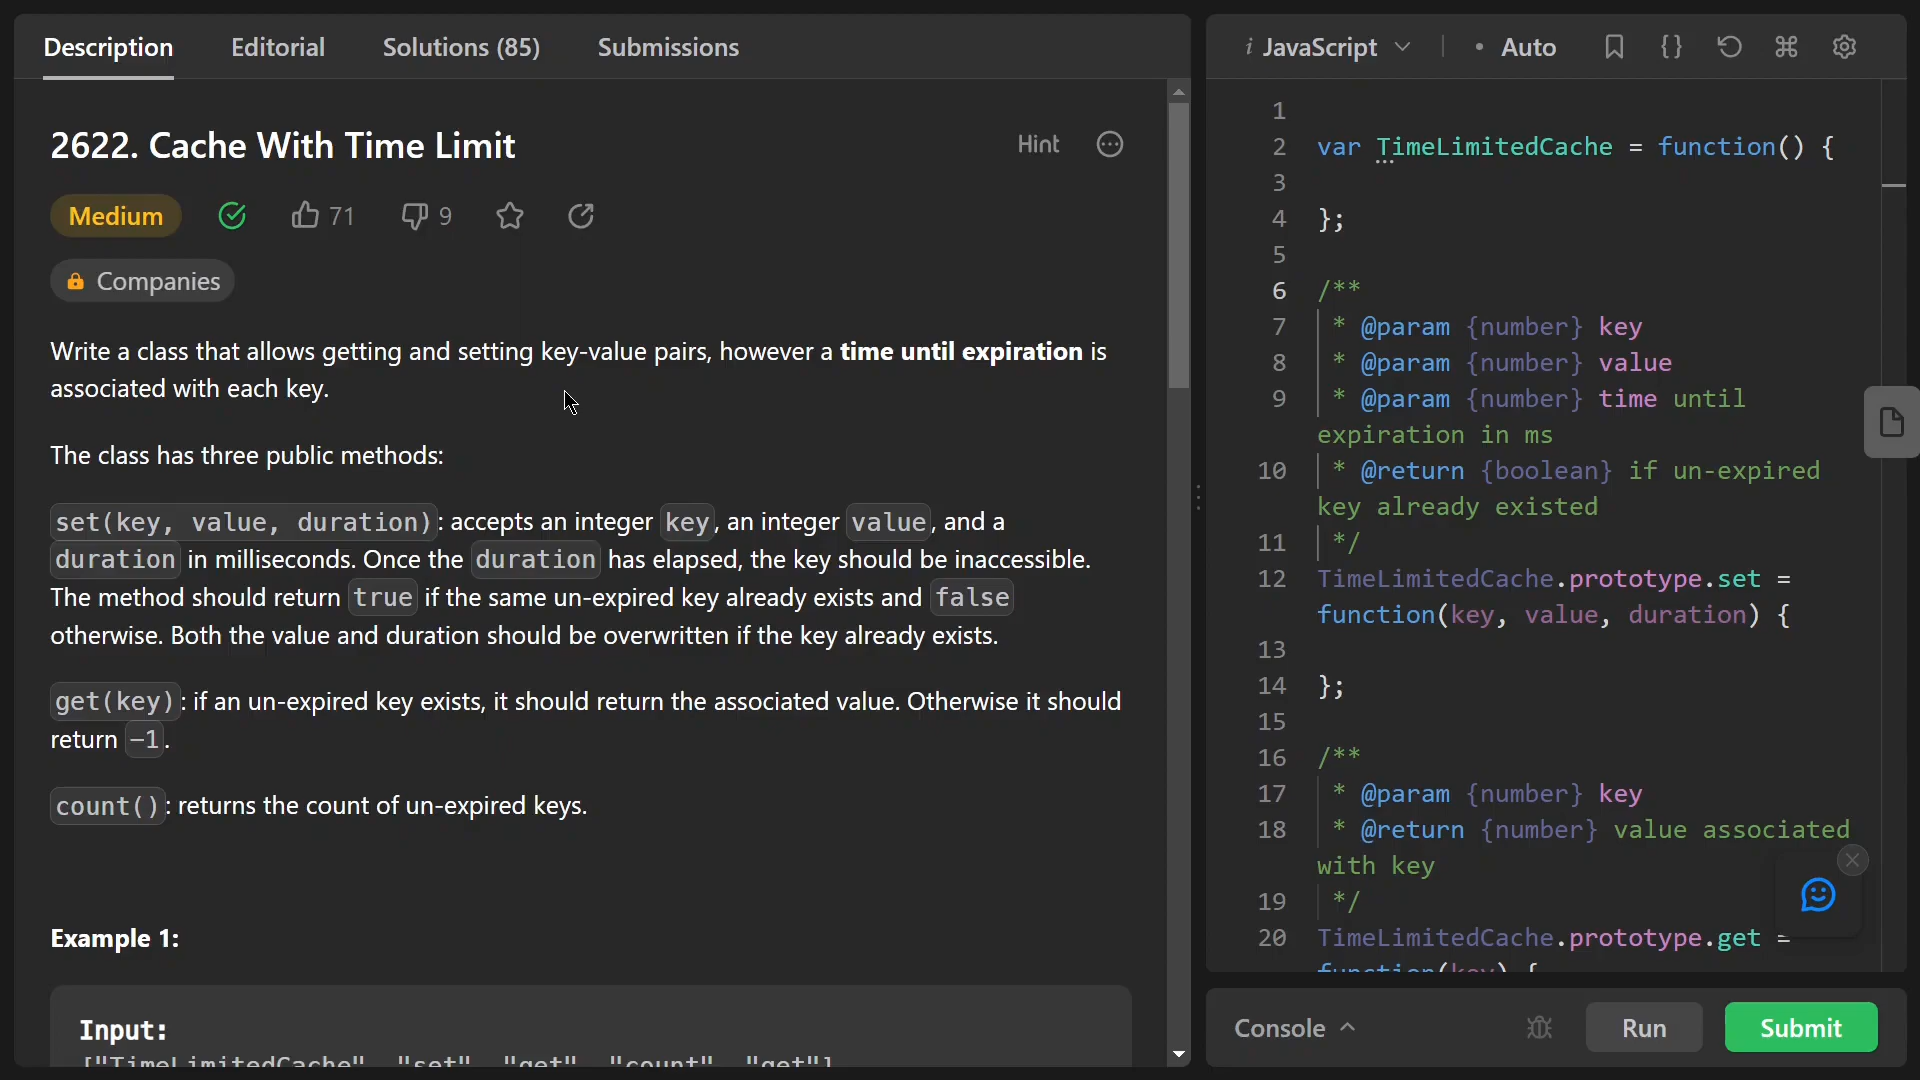 Description Editorial Solutions (85) Submissions
2622. Cache With Time Limit
Hint
Medium 71 9
Companies
Write a class that allows getting and setting key-value pairs, however a time until expiration is
associated with each key.
The class has three public methods:
set(key, value, duration): accepts an integer key, an integer value, and a
duration in milliseconds. Once the duration has elapsed, the key should be inaccessible.
The method should return true if the same un-expired key already exists and false
otherwise. Both the value and duration should be overwritten if the key already exists.
get(key): if an un-expired key exists, it should return the associated value. Otherwise it should
return -1.
count(): returns the count of un-expired keys.
Example 1:
Input:
["TimeLimitedCache", "set", "get", "count", "get"]
i JavaScript • Auto {}
1
2 var TimeLimitedCache = function() {
3
4 };
5
6 /**
7 * @param {number} key
8 * @param {number} value
9 * @param {number} time until
expiration in ms
10 * @return {boolean} if un-expired
key already existed
11 */
12 TimeLimitedCache.prototype.set =
function(key, value, duration) {
13
14 };
15
16 /**
17 * @param {number} key
18 * @return {number} value associated
with key
19 */
20 TimeLimitedCache.prototype.get =
function(key) {
Console Run Submit